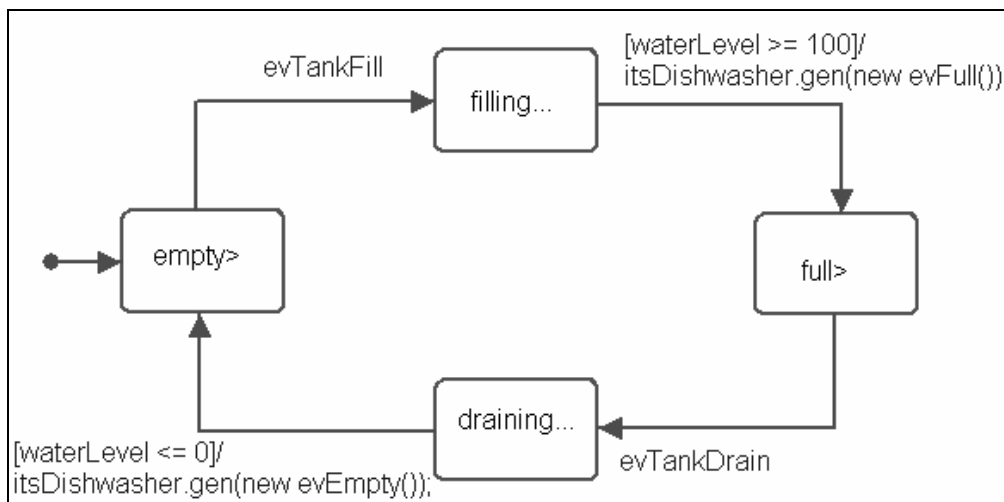 [waterLevel >= 100]/
evTankFill
itsDishwasher.gen(new evFull())
filling...
empty>
full>
draining...
[waterLevel <= 0]/
evTankDrain
itsDishwasher.gen(new evEmpty());